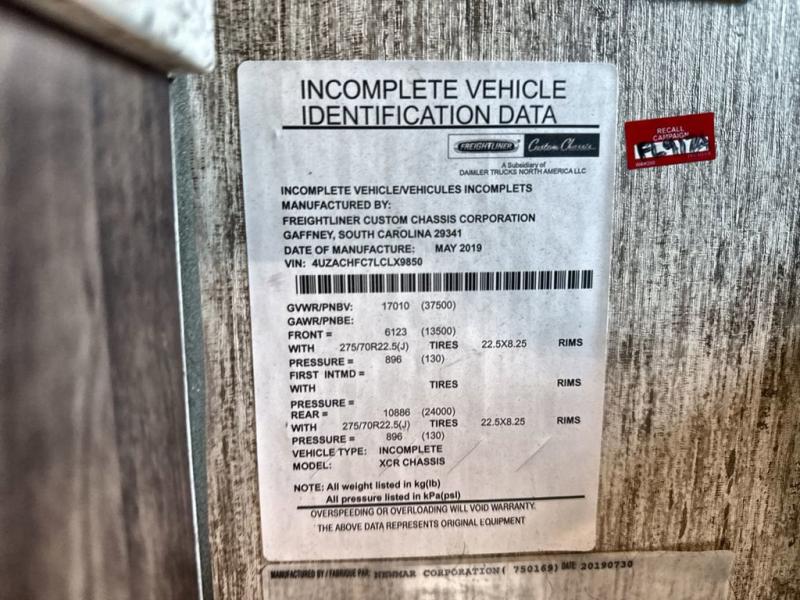 INCOMPLETE VEHICLE
IDENTIFICATION DATA
FREIGHTLINER Custom Chassis
A Subsidiary of
DAIMLER TRUCKS NORTH AMERICA LLC
RECALL
CAMPAIGN
INCOMPLETE VEHICLE/VEHICULES INCOMPLETS
MANUFACTURED BY:
FREIGHTLINER CUSTOM CHASSIS CORPORATION
GAFFNEY, SOUTH CAROLINA 29341
DATE OF MANUFACTURE: MAY 2019
VIN: 4UZACHFC7LCLX9850
GVWR/PNBV: 17010 (37500)
GAWR/PNBE:
FRONT = 6123 (13500)
WITH 275/70R22.5(J) TIRES 22.5X8.25 RIMS
PRESSURE = 896 (130)
FIRST INTMD =
WITH TIRES RIMS
PRESSURE =
REAR = 10886 (24000)
WITH 275/70R22.5(J) TIRES 22.5X8.25 RIMS
PRESSURE = 896 (130)
VEHICLE TYPE: INCOMPLETE
MODEL: XCR CHASSIS
NOTE: All weight listed in kg(lb)
All pressure listed in kPa(psi)
OVERSPEEDING OR OVERLOADING WILL VOID WARRANTY.
THE ABOVE DATA REPRESENTS ORIGINAL EQUIPMENT
MANUFACTURED BY / FABRIQUE PAR: NEWMAR CORPORATION( 750169) DATE 20190730